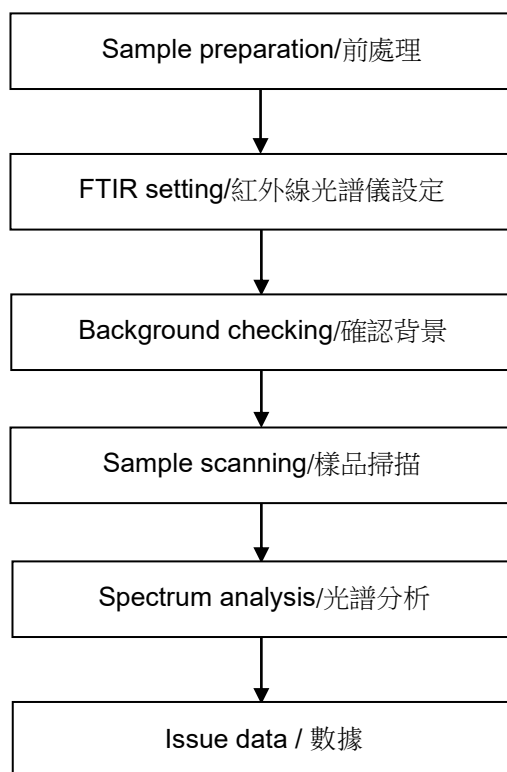 Sample preparation/前處理
FTIR setting/紅外線光譜儀設定
Background checking/確認背景
Sample scanning/樣品掃描
Spectrum analysis/光譜分析
Issue data / 數據